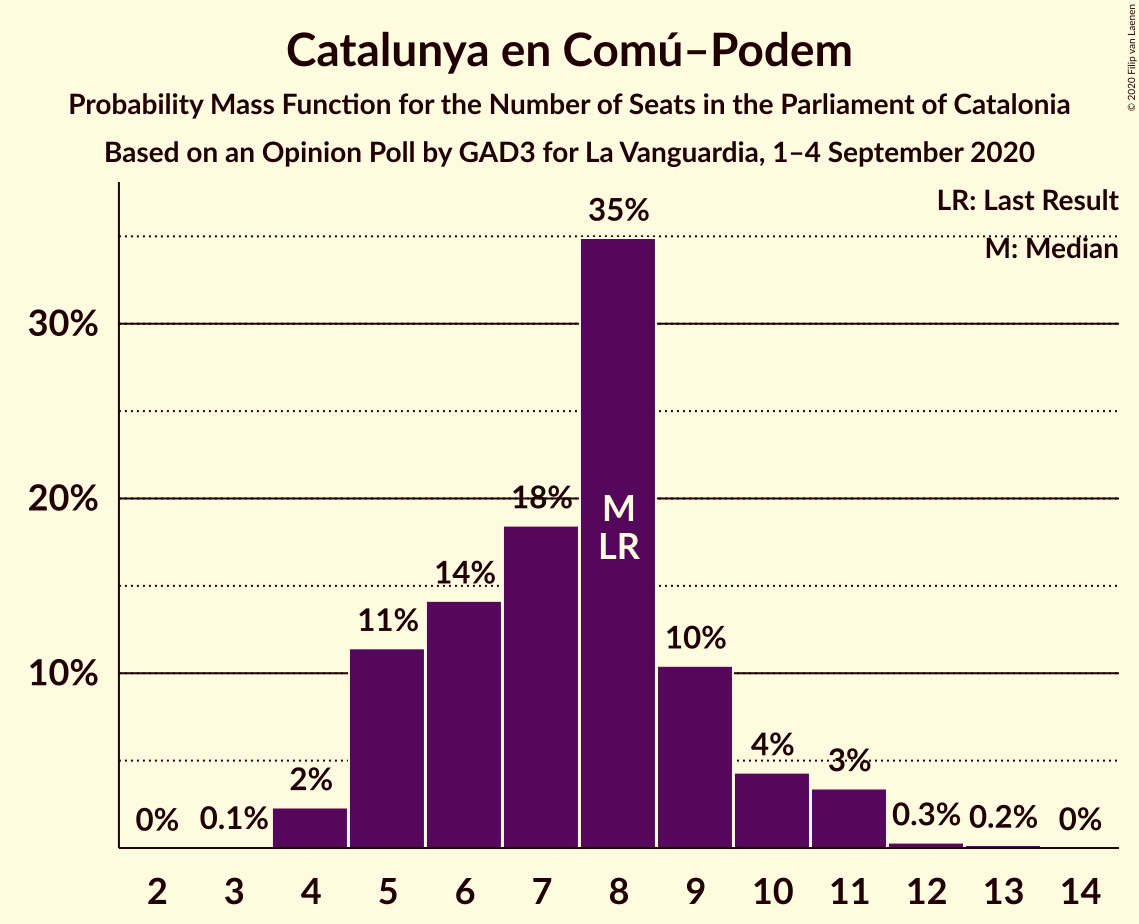 Catalunya en Comú–Podem
Probability Mass Function for the Number of Seats in the Parliament of Catalonia
Based on an Opinion Poll by GAD3 for La Vanguardia, 1–4 September 2020
© 2020 Filip van Laenen
LR: Last Result
M: Median
35%
30%
20%
18%
M
LR
14%
11%
10%
10%
4%
3%
2%
0%
0.1%
0.3%
0.2%
0%
2 3 4 5 6 7 8 9 10 11 12 13 14